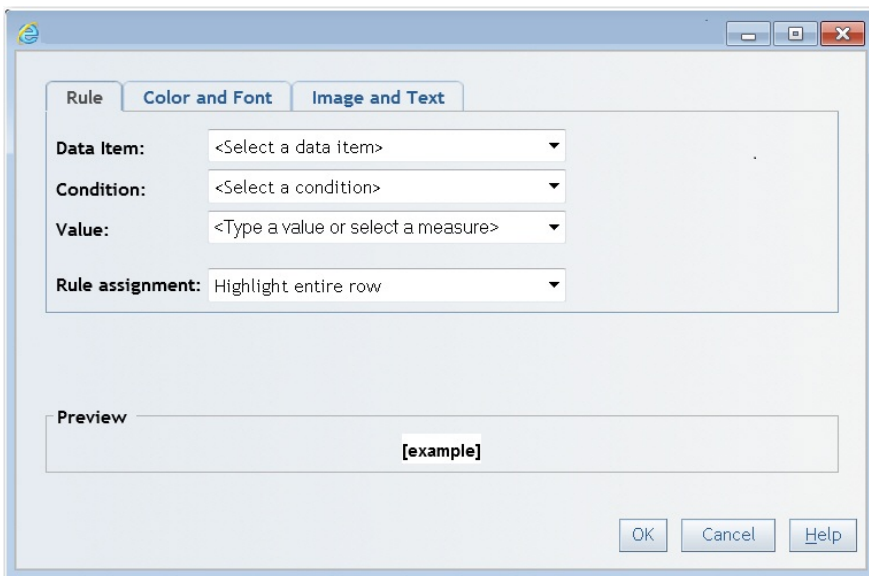 Rule Color and Font Image and Text
Data Item: <Select a data item>
Condition: <Select a condition>
Value: <Type a value or select a measure>
Rule assignment: Highlight entire row
Preview
[example]
OK Cancel Help